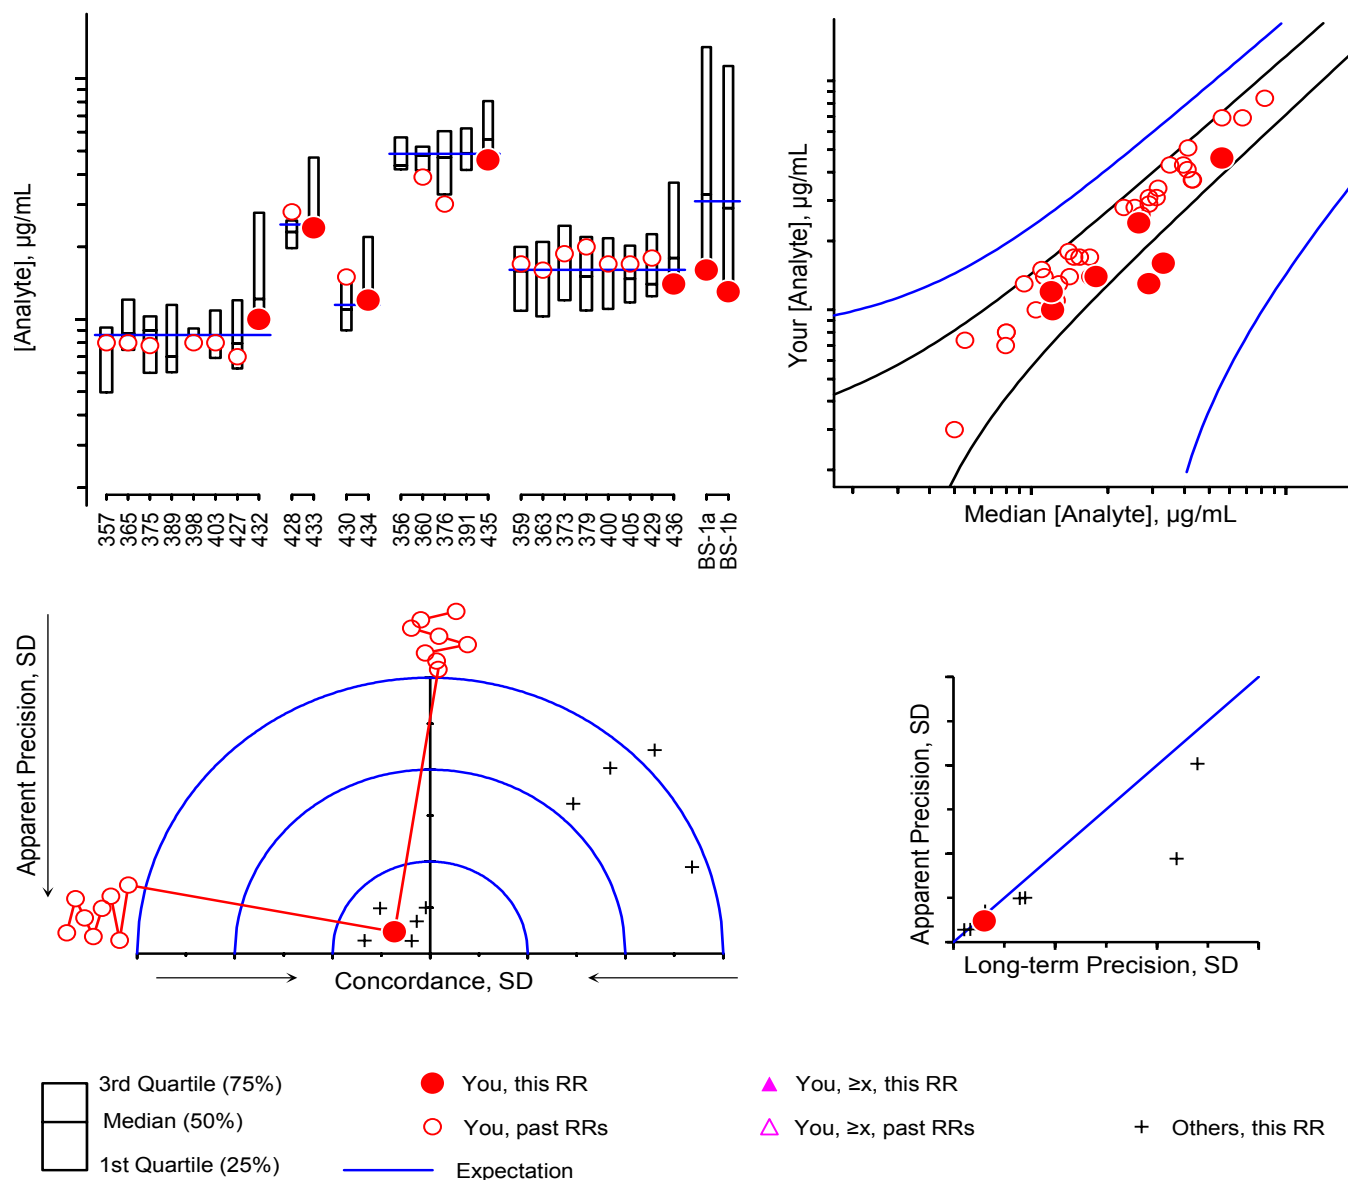 [Analyte], µg/mL
357
365
375
389
398
403
427
432
428
433
430
434
356
360
376
391
435
359
363
373
379
400
405
429
436
BS-1a
BS-1b
Your [Analyte], µg/mL
Median [Analyte], µg/mL
Apparent Precision, SD
Concordance, SD
Apparent Precision, SD
Long-term Precision, SD
3rd Quartile (75%)
Median (50%)
1st Quartile (25%)
You, this RR
You, past RRs
Expectation
You, ≥x, this RR
You, ≥x, past RRs
Others, this RR